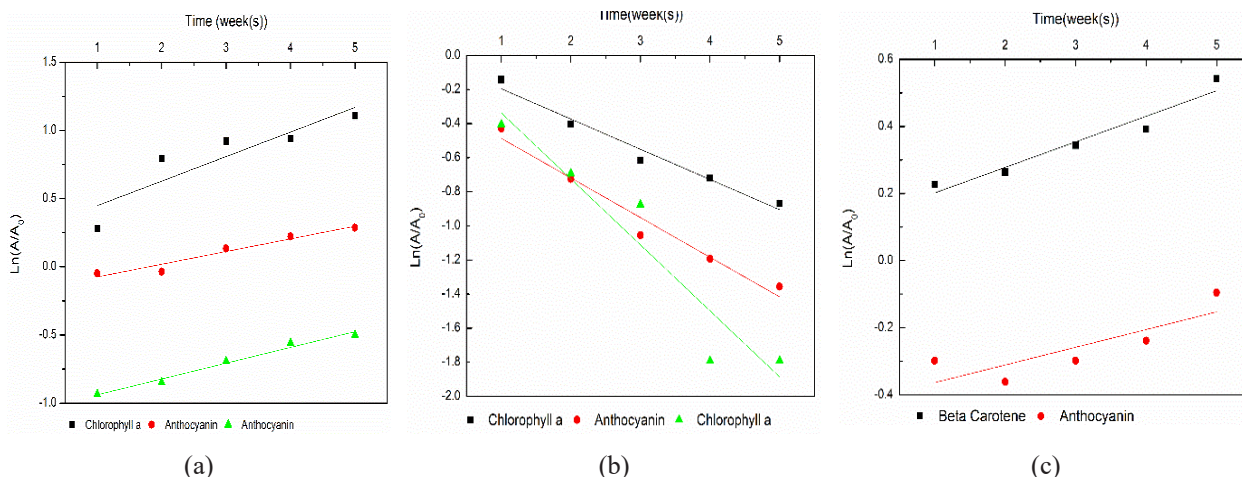 Time (week(s))
1 2 3 4 5
1.5
1.0
0.5
0.0
-0.5
-1.0
Ln(A/A₀)
Chlorophyll a Anthocyanin Anthocyanin
(a)
Time(week(s))
1 2 3 4 5
0.0
-0.2
-0.4
-0.6
-0.8
-1.0
-1.2
-1.4
-1.6
-1.8
-2.0
Ln(A/A₀)
Chlorophyll a Anthocyanin Chlorophyll a
(b)
Time(week(s))
1 2 3 4 5
0.6
0.4
0.2
0.0
-0.2
-0.4
Ln(A/A₀)
Beta Carotene Anthocyanin
(c)